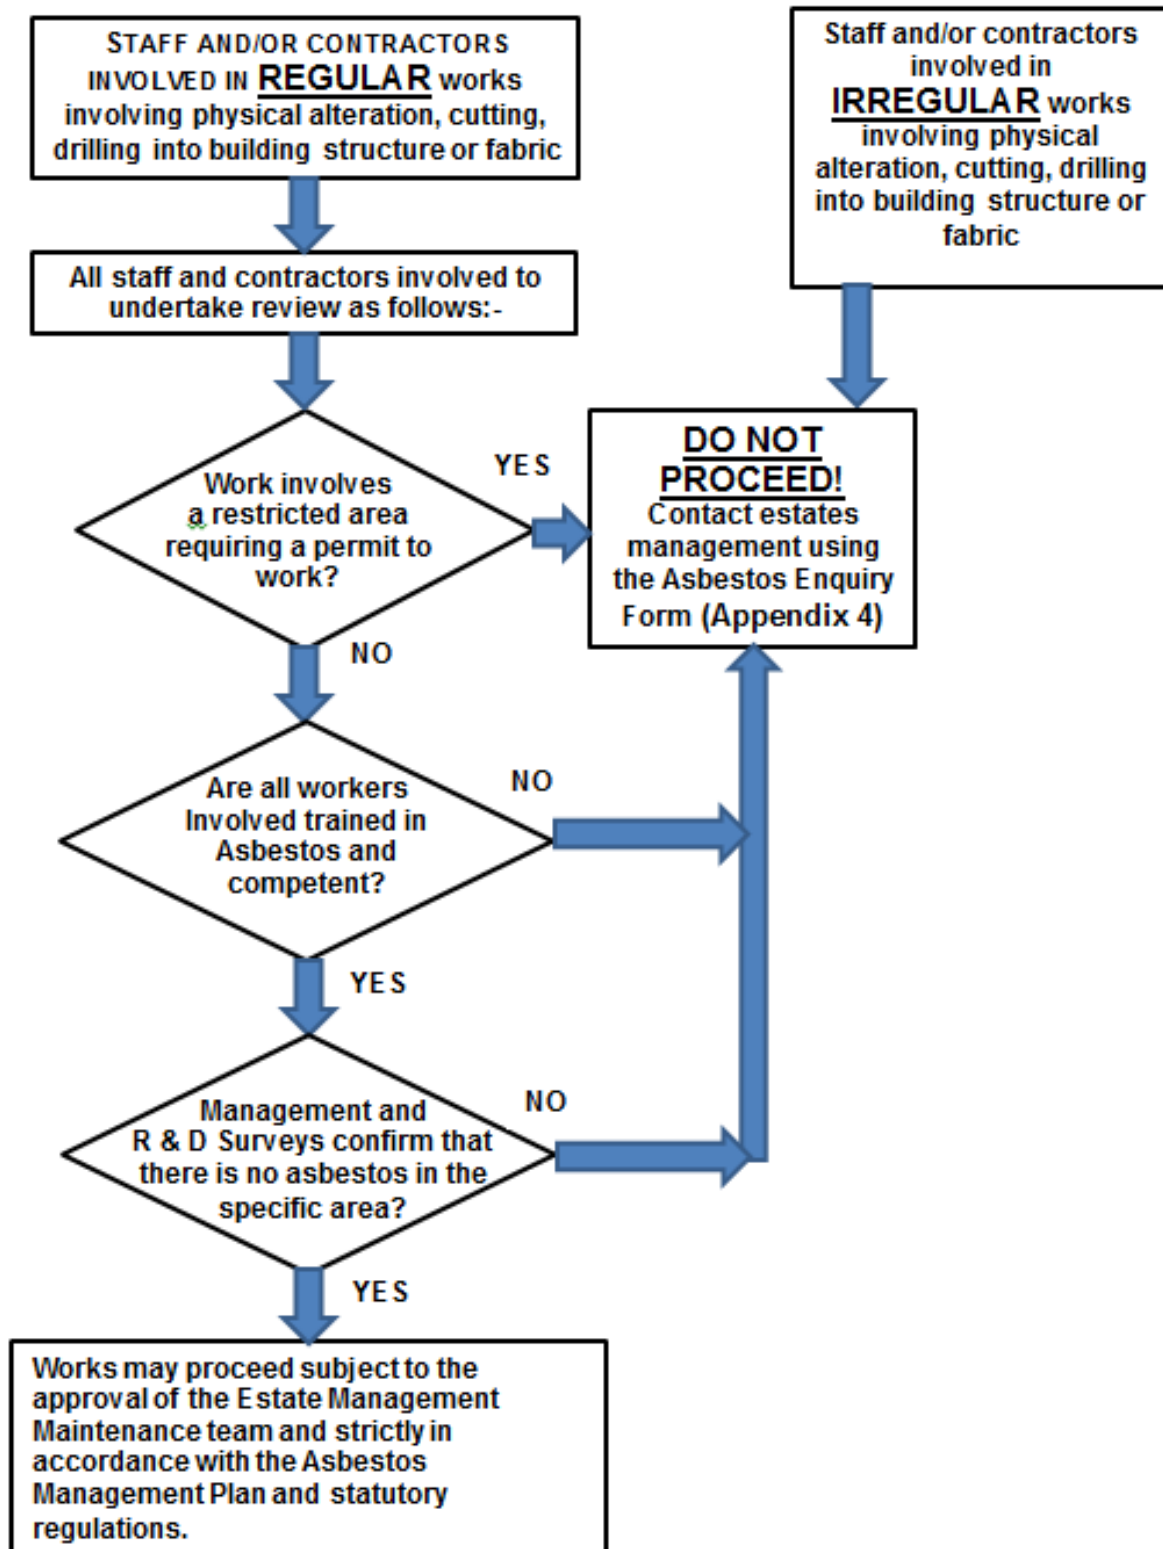 STAFF AND/OR CONTRACTORS
INVOLVED IN REGULAR works
involving physical alteration, cutting,
drilling into building structure or fabric
All staff and contractors involved to
undertake review as follows:-
Work involves
a restricted area
requiring a permit to
work?
YES
NO
Are all workers
Involved trained in
Asbestos and
competent?
NO
YES
Management and
R & D Surveys confirm that
there is no asbestos in the
specific area?
NO
YES
Works may proceed subject to the
approval of the Estate Management
Maintenance team and strictly in
accordance with the Asbestos
Management Plan and statutory
regulations.
Staff and/or contractors
involved in
IRREGULAR works
involving physical
alteration, cutting, drilling
into building structure or
fabric
DO NOT
PROCEED!
Contact estates
management using
the Asbestos Enquiry
Form (Appendix 4)